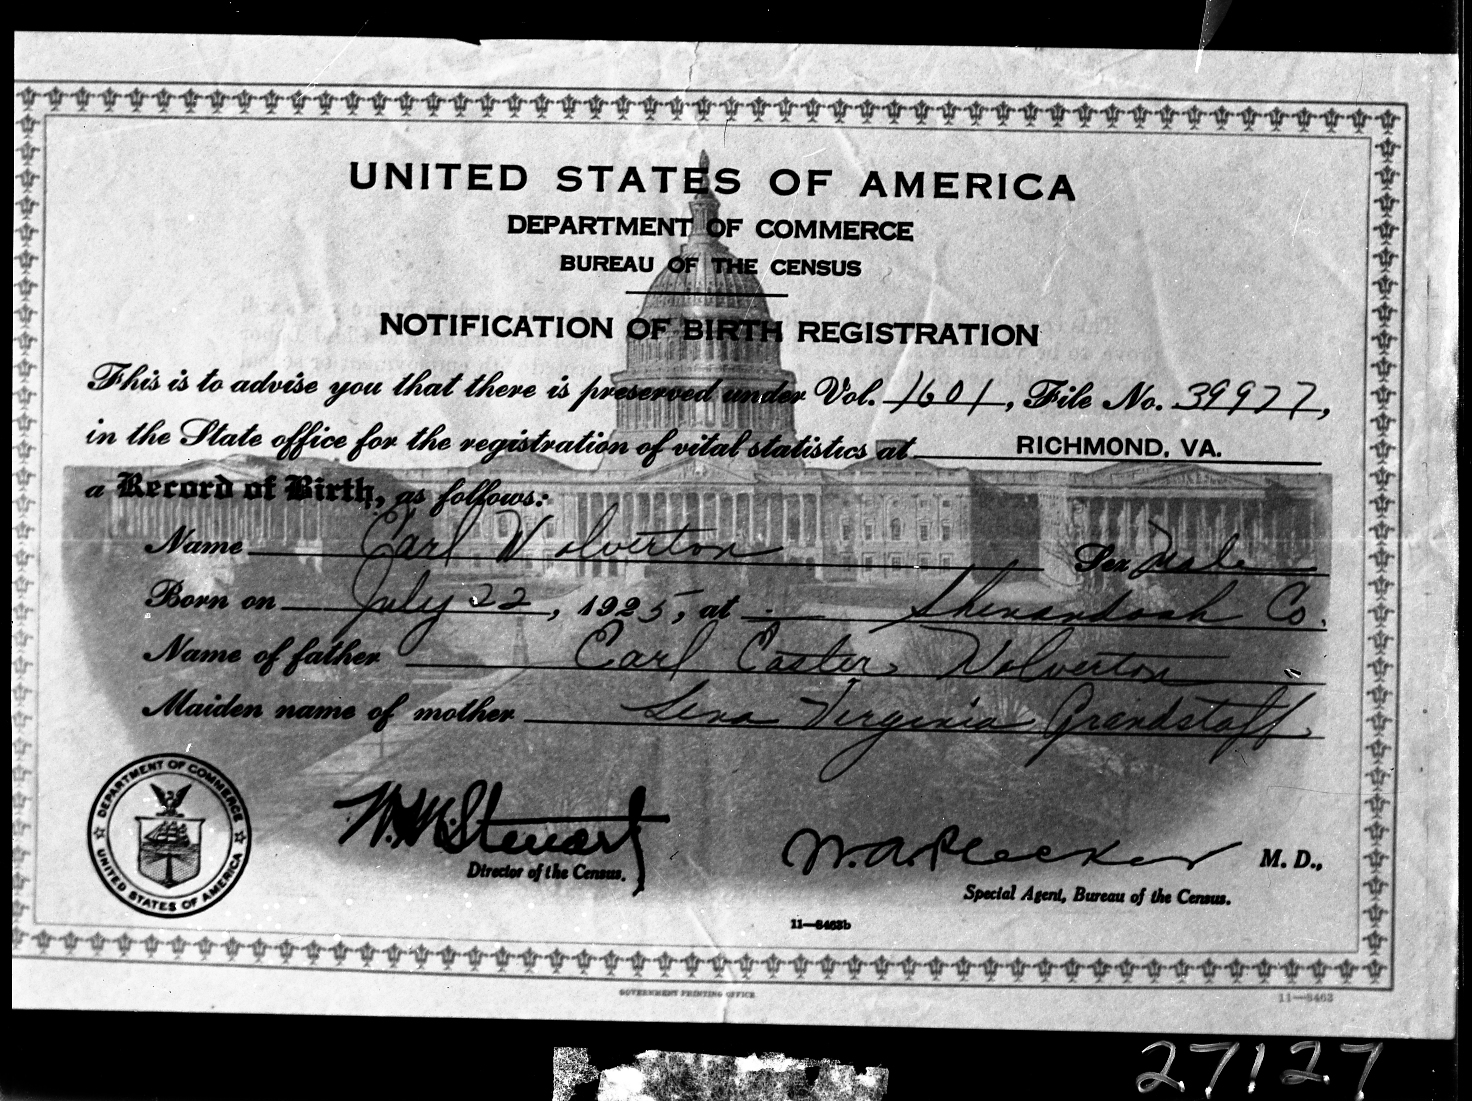 UNITED STATES OF AMERICA
DEPARTMENT OF COMMERCE
BUREAU OF THE CENSUS
NOTIFICATION OF BIRTH REGISTRATION
This is to advise you that there is preserved under Vol. 1601, File No. 39977,
in the State office for the registration of vital statistics at RICHMOND, VA.
a Record of Birth, as follows:
Name Carl Wolverton Sex Male
Born on July 22, 1925, at Shenandoah Co.
Name of father Carl Caster Wolverton
Maiden name of mother Lena Virginia Grandstaff
DEPARTMENT OF COMMERCE
UNITED STATES OF AMERICA
W. M. Steuart
Director of the Census.
W. A. Plecker M. D.,
Special Agent, Bureau of the Census.
11—8463b
GOVERNMENT PRINTING OFFICE
11—8463
27127